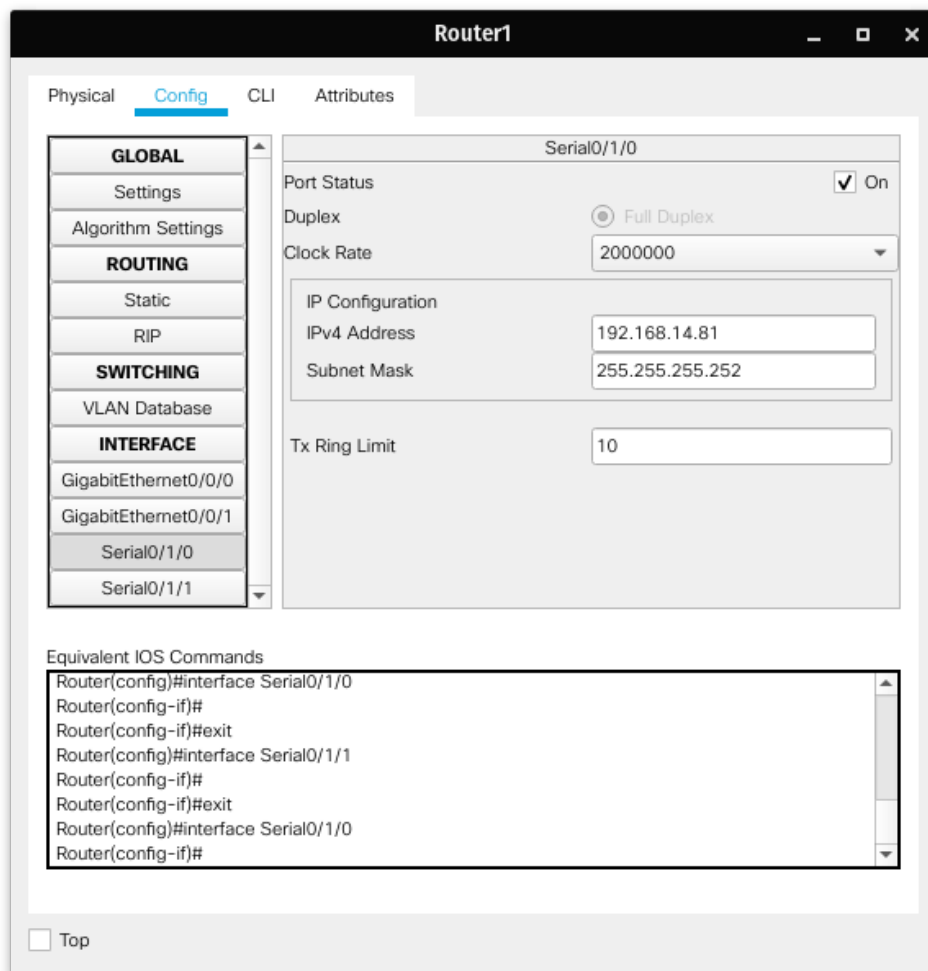 Router1
Physical Config CLI Attributes
GLOBAL
Settings
Algorithm Settings
ROUTING
Static
RIP
SWITCHING
VLAN Database
INTERFACE
GigabitEthernet0/0/0
GigabitEthernet0/0/1
Serial0/1/0
Serial0/1/1
Serial0/1/0
Port Status On
Duplex Full Duplex
Clock Rate 2000000
IP Configuration
IPv4 Address 192.168.14.81
Subnet Mask 255.255.255.252
Tx Ring Limit 10
Equivalent IOS Commands
Router(config)#interface Serial0/1/0
Router(config-if)#
Router(config-if)#exit
Router(config)#interface Serial0/1/1
Router(config-if)#
Router(config-if)#exit
Router(config)#interface Serial0/1/0
Router(config-if)#
Top